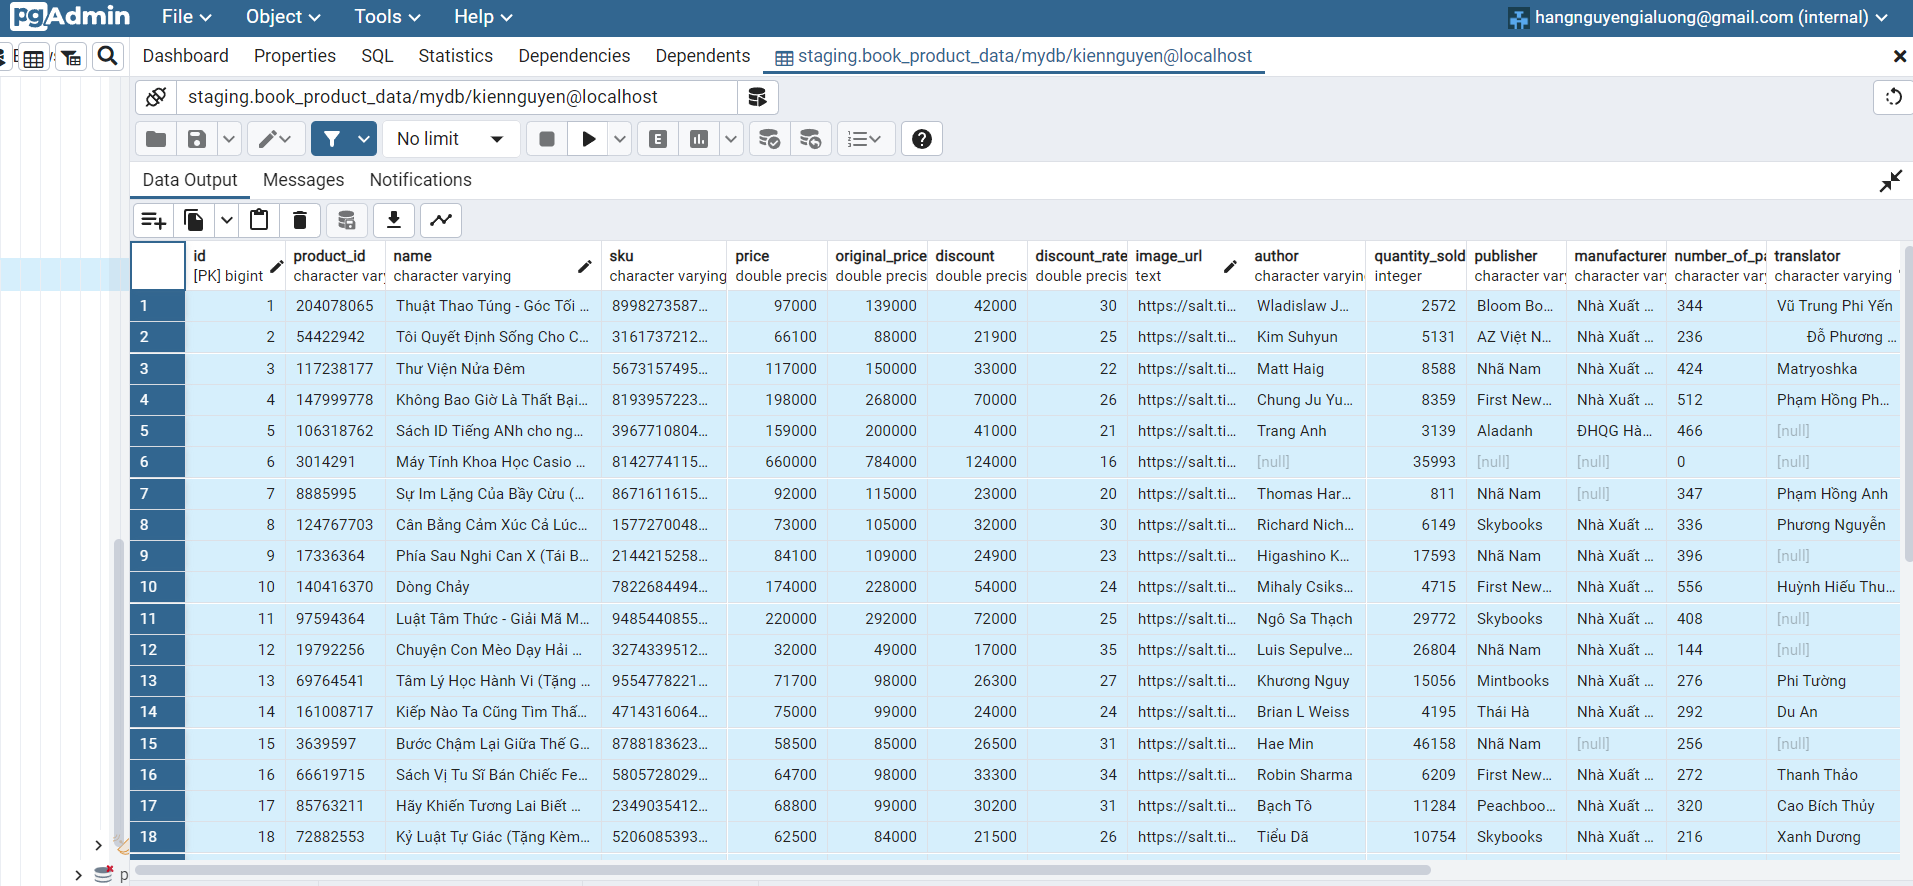 pgAdmin File Object Tools Help hangnguyengialuong@gmail.com (internal)
Dashboard Properties SQL Statistics Dependencies Dependents staging.book_product_data/mydb/kiennguyen@localhost
staging.book_product_data/mydb/kiennguyen@localhost
No limit E
Data Output Messages Notifications
id product_id name sku price original_price discount discount_rate image_url author quantity_sold publisher manufacturer number_of_pa translator
[PK] bigint character vary character varying character varying double precis double precis double precis double precis text character varyin integer character var character var character var character varying
1 1 204078065 Thuật Thao Túng - Góc Tối ... 8998273587... 97000 139000 42000 30 https://salt.ti... Wladislaw J... 2572 Bloom Bo... Nhà Xuất ... 344 Vũ Trung Phi Yến
2 2 54422942 Tôi Quyết Định Sống Cho C... 3161737212... 66100 88000 21900 25 https://salt.ti... Kim Suhyun 5131 AZ Việt N... Nhà Xuất ... 236 Đỗ Phương ...
3 3 117238177 Thư Viện Nửa Đêm 5673157495... 117000 150000 33000 22 https://salt.ti... Matt Haig 8588 Nhã Nam Nhà Xuất ... 424 Matryoshka
4 4 147999778 Không Bao Giờ Là Thất Bại... 8193957223... 198000 268000 70000 26 https://salt.ti... Chung Ju Yu... 8359 First New... Nhà Xuất ... 512 Phạm Hồng Ph...
5 5 106318762 Sách ID Tiếng ANh cho ng... 3967710804... 159000 200000 41000 21 https://salt.ti... Trang Anh 3139 Aladanh ĐHQG Hà... 466 [null]
6 6 3014291 Máy Tính Khoa Học Casio ... 8142774115... 660000 784000 124000 16 https://salt.ti... [null] 35993 [null] [null] 0 [null]
7 7 8885995 Sự Im Lặng Của Bầy Cừu (... 8671611615... 92000 115000 23000 20 https://salt.ti... Thomas Har... 811 Nhã Nam [null] 347 Phạm Hồng Anh
8 8 124767703 Cân Bằng Cảm Xúc Cả Lúc... 1577270048... 73000 105000 32000 30 https://salt.ti... Richard Nich... 6149 Skybooks Nhà Xuất ... 336 Phương Nguyễn
9 9 17336364 Phía Sau Nghi Can X (Tái B... 2144215258... 84100 109000 24900 23 https://salt.ti... Higashino K... 17593 Nhã Nam Nhà Xuất ... 396 [null]
10 10 140416370 Dòng Chảy 7822684494... 174000 228000 54000 24 https://salt.ti... Mihaly Csiks... 4715 First New... Nhà Xuất ... 556 Huỳnh Hiếu Thu...
11 11 97594364 Luật Tâm Thức - Giải Mã M... 9485440855... 220000 292000 72000 25 https://salt.ti... Ngô Sa Thạch 29772 Skybooks Nhà Xuất ... 408 [null]
12 12 19792256 Chuyện Con Mèo Dạy Hải ... 3274339512... 32000 49000 17000 35 https://salt.ti... Luis Sepulve... 26804 Nhã Nam Nhà Xuất ... 144 [null]
13 13 69764541 Tâm Lý Học Hành Vi (Tặng ... 9554778221... 71700 98000 26300 27 https://salt.ti... Khương Nguy 15056 Mintbooks Nhà Xuất ... 276 Phi Tường
14 14 161008717 Kiếp Nào Ta Cũng Tìm Thấ... 4714316064... 75000 99000 24000 24 https://salt.ti... Brian L Weiss 4195 Thái Hà Nhà Xuất ... 292 Du An
15 15 3639597 Bước Chậm Lại Giữa Thế G... 8788183623... 58500 85000 26500 31 https://salt.ti... Hae Min 46158 Nhã Nam [null] 256 [null]
16 16 66619715 Sách Vị Tu Sĩ Bán Chiếc Fe... 5805728029... 64700 98000 33300 34 https://salt.ti... Robin Sharma 6209 First New... Nhà Xuất ... 272 Thanh Thảo
17 17 85763211 Hãy Khiến Tương Lai Biết ... 2349035412... 68800 99000 30200 31 https://salt.ti... Bạch Tô 11284 Peachboo... Nhà Xuất ... 320 Cao Bích Thủy
18 18 72882553 Kỷ Luật Tự Giác (Tặng Kèm... 5206085393... 62500 84000 21500 26 https://salt.ti... Tiểu Dã 10754 Skybooks Nhà Xuất ... 216 Xanh Dương
p